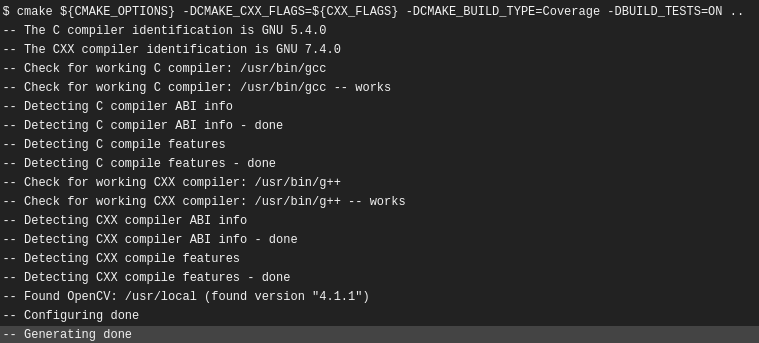 $ cmake ${CMAKE_OPTIONS} -DCMAKE_CXX_FLAGS=${CXX_FLAGS} -DCMAKE_BUILD_TYPE=Coverage -DBUILD_TESTS=ON ..
-- The C compiler identification is GNU 5.4.0
-- The CXX compiler identification is GNU 7.4.0
-- Check for working C compiler: /usr/bin/gcc
-- Check for working C compiler: /usr/bin/gcc -- works
-- Detecting C compiler ABI info
-- Detecting C compiler ABI info - done
-- Detecting C compile features
-- Detecting C compile features - done
-- Check for working CXX compiler: /usr/bin/g++
-- Check for working CXX compiler: /usr/bin/g++ -- works
-- Detecting CXX compiler ABI info
-- Detecting CXX compiler ABI info - done
-- Detecting CXX compile features
-- Detecting CXX compile features - done
-- Found OpenCV: /usr/local (found version "4.1.1")
-- Configuring done
-- Generating done